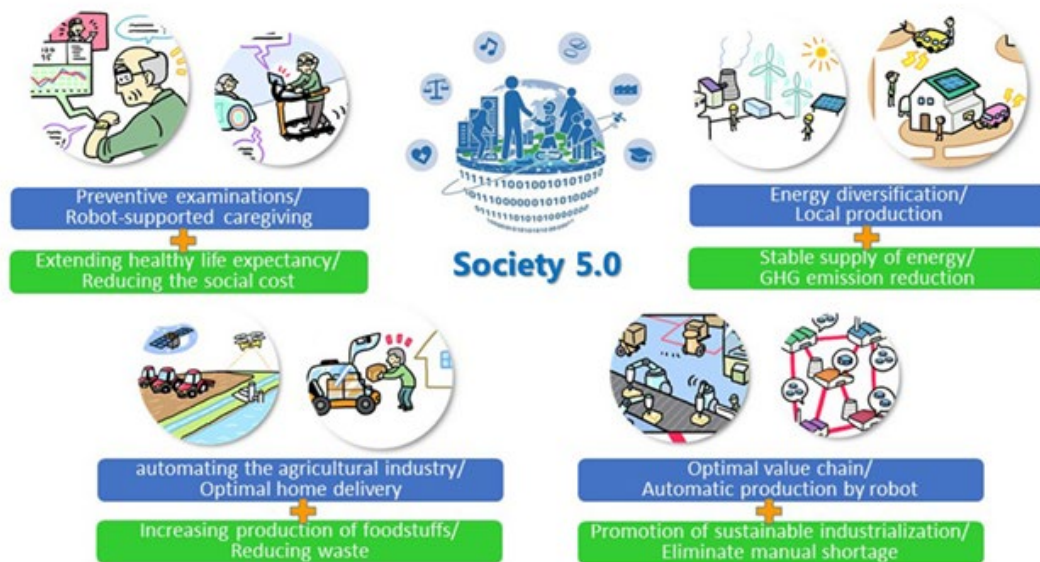 Preventive examinations/
Robot-supported caregiving
Extending healthy life expectancy/
Reducing the social cost
Society 5.0
Energy diversification/
Local production
Stable supply of energy/
GHG emission reduction
automating the agricultural industry/
Optimal home delivery
Increasing production of foodstuffs/
Reducing waste
Optimal value chain/
Automatic production by robot
Promotion of sustainable industrialization/
Eliminate manual shortage